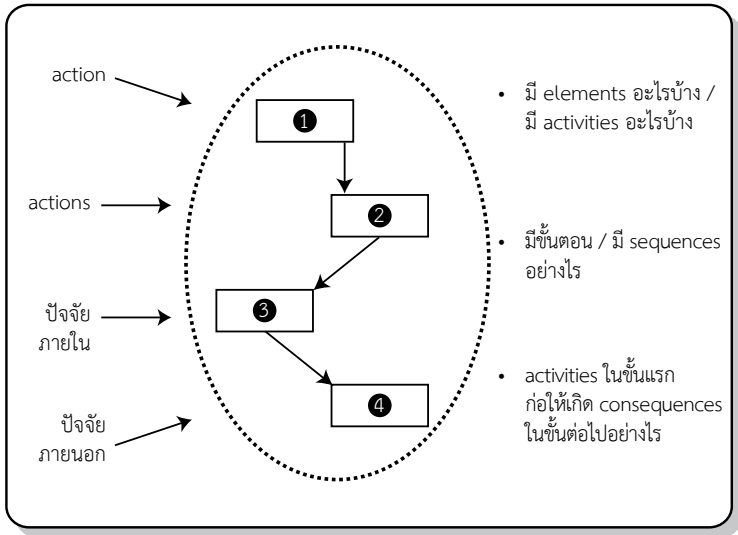 action
actions
ปัจจัย
ภายใน
ปัจจัย
ภายนอก
❶
❷
❸
❹
• มี elements อะไรบ้าง /
มี activities อะไรบ้าง
• มีขั้นตอน / มี sequences
อย่างไร
• activities ในขั้นแรก
ก่อให้เกิด consequences
ในขั้นต่อไปอย่างไร